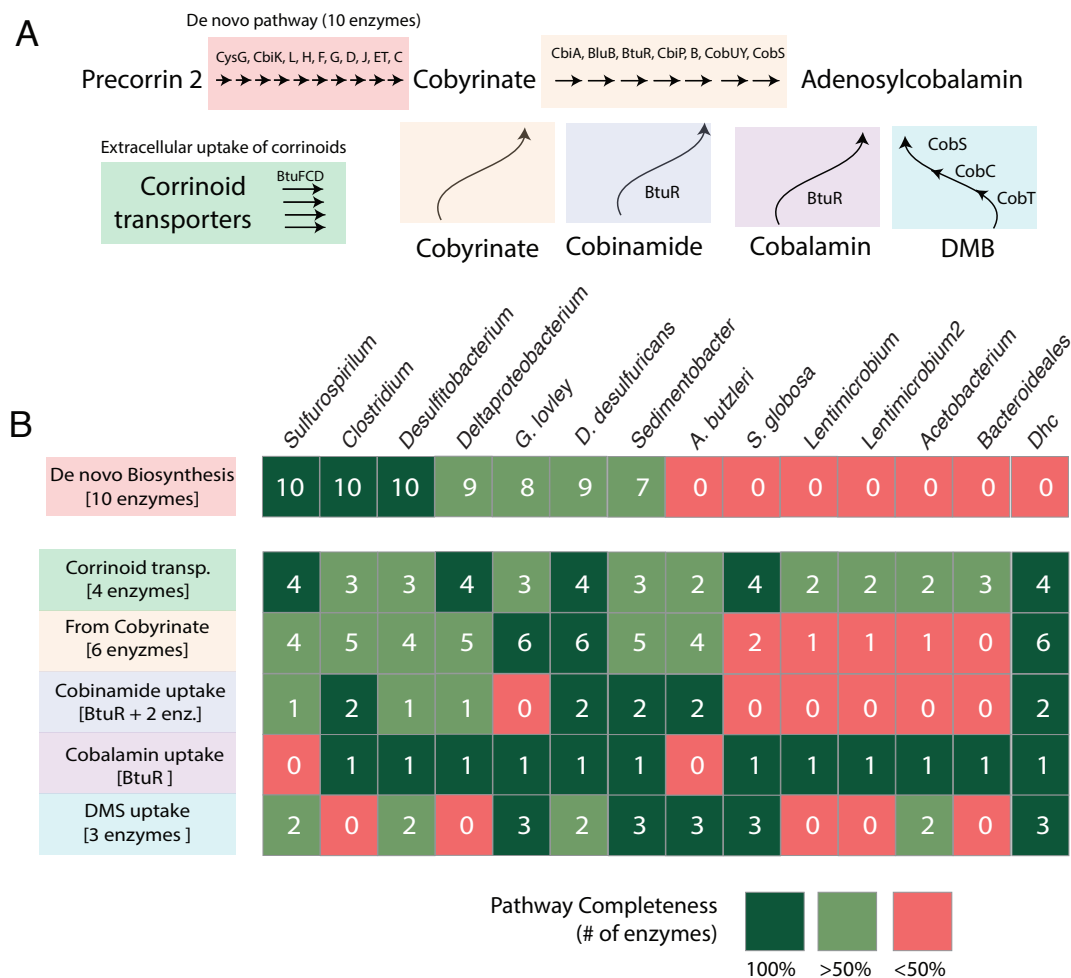 A
De novo pathway (10 enzymes)
CysG, CbiK, L, H, F, G, D, J, ET, C
CbiA, BluB, BtuR, CbiP, B, CobUY, CobS
Precorrin 2
Cobyrinate
Adenosylcobalamin
Extracellular uptake of corrinoids
Corrinoid
transporters
BtuFCD
BtuR
BtuR
CobS
CobC
CobT
Cobyrinate
Cobinamide
Cobalamin
DMB
B
Sulfurospirilum
Clostridium
Desulfitobacterium
Deltaproteobacterium
G. lovley
D. desulfuricans
Sedimentobacter
A. butzleri
S. globosa
Lentimicrobium
Lentimicrobium2
Acetobacterium
Bacteroideales
Dhc
De novo Biosynthesis
[10 enzymes]
10 10 10 9 8 9 7 0 0 0 0 0 0 0
Corrinoid transp.
[4 enzymes]
4 3 3 4 3 4 3 2 4 2 2 2 3 4
From Cobyrinate
[6 enyzmes]
4 5 4 5 6 6 5 4 2 1 1 1 0 6
Cobinamide uptake
[BtuR + 2 enz.]
1 2 1 1 0 2 2 2 0 0 0 0 0 2
Cobalamin uptake
[BtuR ]
0 1 1 1 1 1 1 0 1 1 1 1 1 1
DMS uptake
[3 enzymes ]
2 0 2 0 3 2 3 3 3 0 0 2 0 3
Pathway Completeness
(# of enzymes)
100% >50% <50%